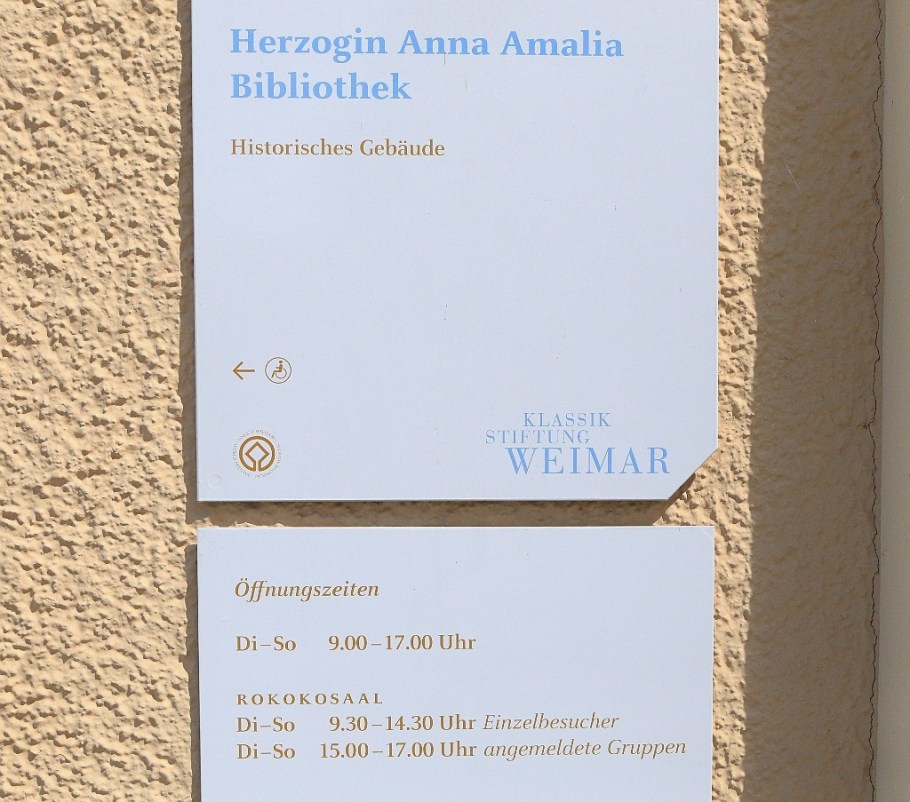 Herzogin Anna Amalia
Bibliothek
Historisches Gebäude
KLASSIK
STIFTUNG
WEIMAR
Öffnungszeiten
Di–So 9.00–17.00 Uhr
ROKOKOSAAL
Di–So 9.30–14.30 Uhr Einzelbesucher
Di–So 15.00–17.00 Uhr angemeldete Gruppen